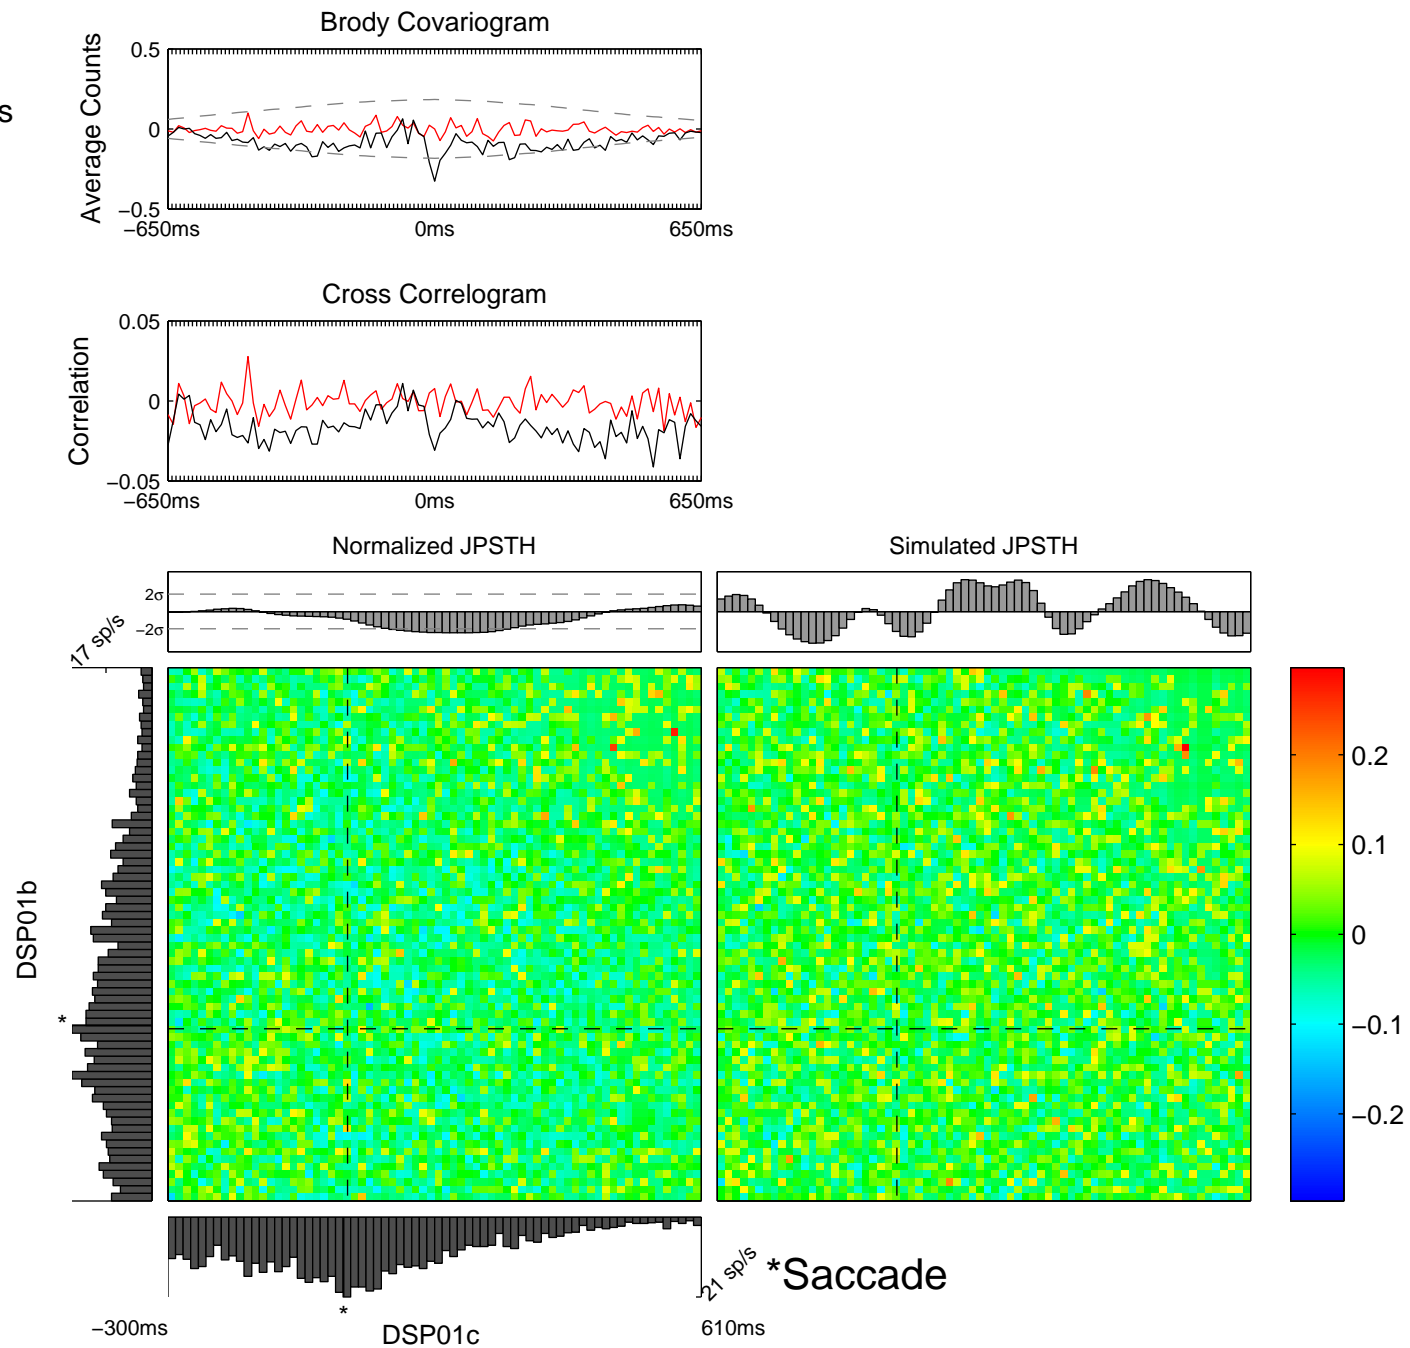 Brody Covariogram
s
Average Counts
0.5
0
−0.5
−650ms
0ms
650ms
Cross Correlogram
Correlation
0.05
0
−0.05
−650ms
0ms
650ms
Normalized JPSTH
Simulated JPSTH
2σ
−2σ
17 sp/s
DSP01b
*
0.2
0.1
0
−0.1
−0.2
21 sp/s
*Saccade
*
−300ms
DSP01c
610ms